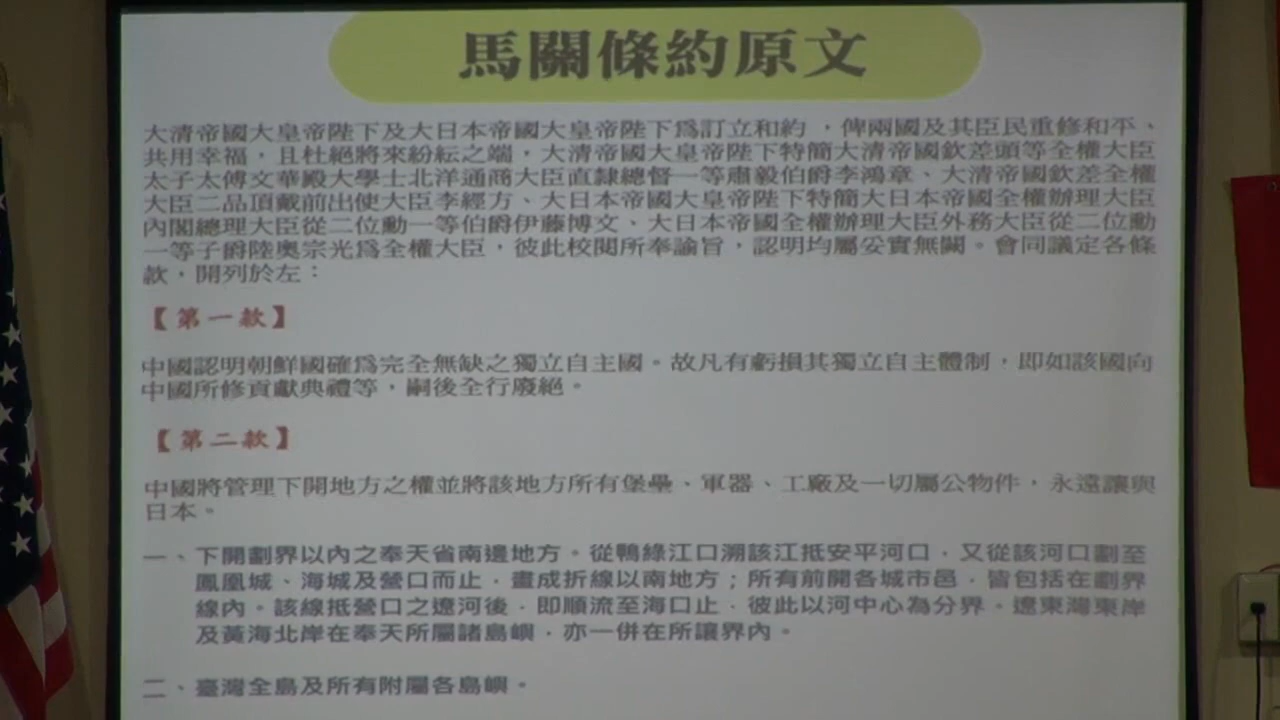 馬關條約原文
大清帝國大皇帝陛下及大日本帝國大皇帝陛下爲訂立和約，俾兩國及其臣民重修和平、
共用幸福，且杜絕將來紛紜之端，大清帝國大皇帝陛下特簡大清帝國欽差頭等全權大臣
太子太傅文華殿大學士北洋通商大臣直隸總督一等肅毅伯爵李鴻章、大清帝國欽差全權
大臣二品頂戴前出使大臣李經方、大日本帝國大皇帝陛下特簡大日本帝國全權辦理大臣
內閣總理大臣從二位勳一等伯爵伊藤博文、大日本帝國全權辦理大臣外務大臣從二位勳
一等子爵陸奧宗光爲全權大臣，彼此校閱所奉諭旨，認明均屬妥實無闕。會同議定各條
款，開列於左：
【第一款】
中國認明朝鮮國確爲完全無缺之獨立自主國。故凡有虧損其獨立自主體制，即如該國向
中國所修貢獻典禮等，嗣後全行廢絕。
【第二款】
中國將管理下開地方之權並將該地方所有堡壘、軍器、工廠及一切屬公物件，永遠讓與
日本。
一、下開劃界以內之奉天省南邊地方。從鴨綠江口溯該江抵安平河口，又從該河口劃至
鳳凰城、海城及營口而止，畫成折線以南地方；所有前開各城市邑，皆包括在劃界
線內。該線抵營口之遼河後，即順流至海口止，彼此以河中心為分界。遼東灣東岸
及黃海北岸在奉天所屬諸島嶼，亦一併在所讓界內。
二、臺灣全島及所有附屬各島嶼。